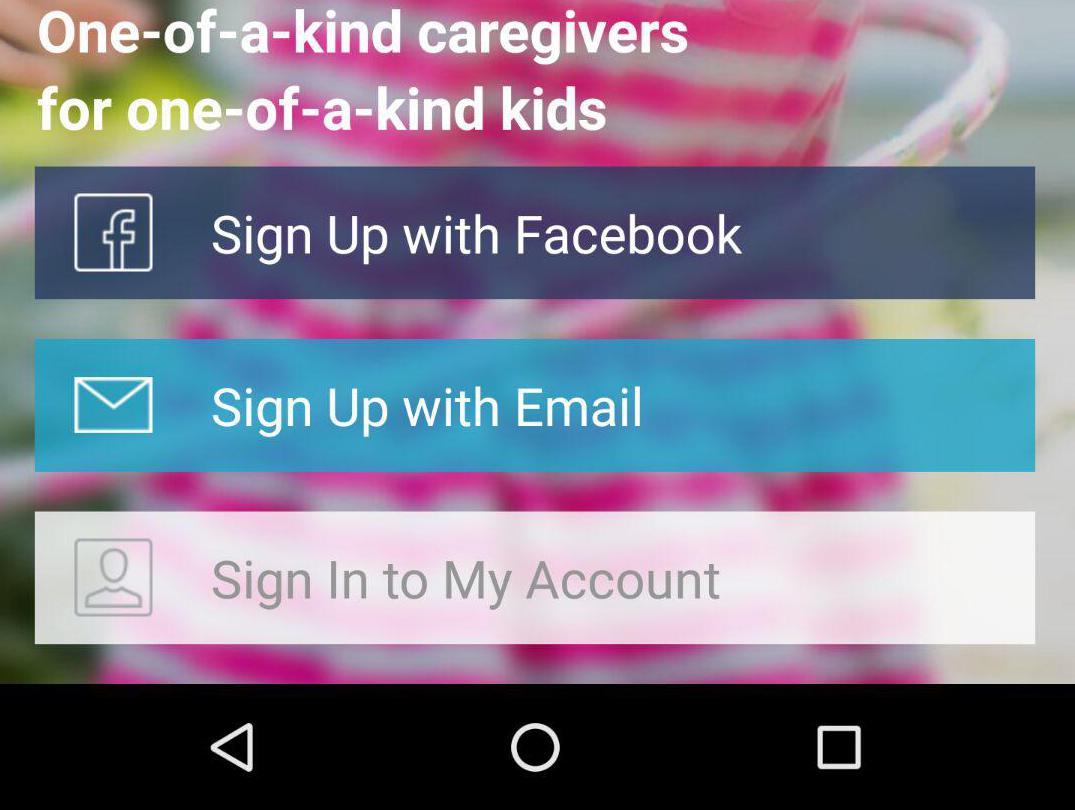 One-of-a-kind caregivers
for one-of-a-kind kids
Sign Up with Facebook
Sign Up with Email
Sign In to My Account